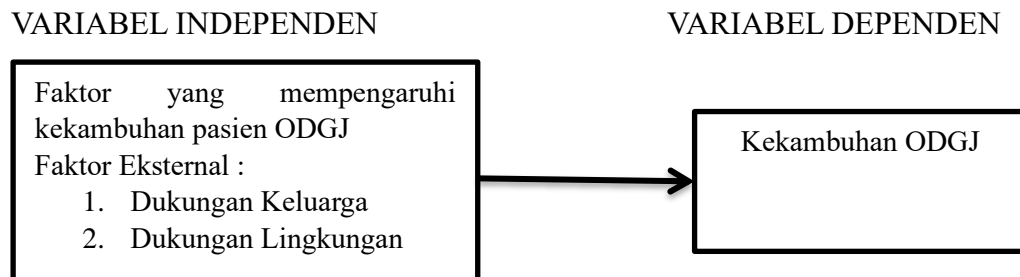 VARIABEL INDEPENDEN
VARIABEL DEPENDEN
Faktor yang mempengaruhi
kekambuhan pasien ODGJ
Faktor Eksternal :
1. Dukungan Keluarga
2. Dukungan Lingkungan
Kekambuhan ODGJ